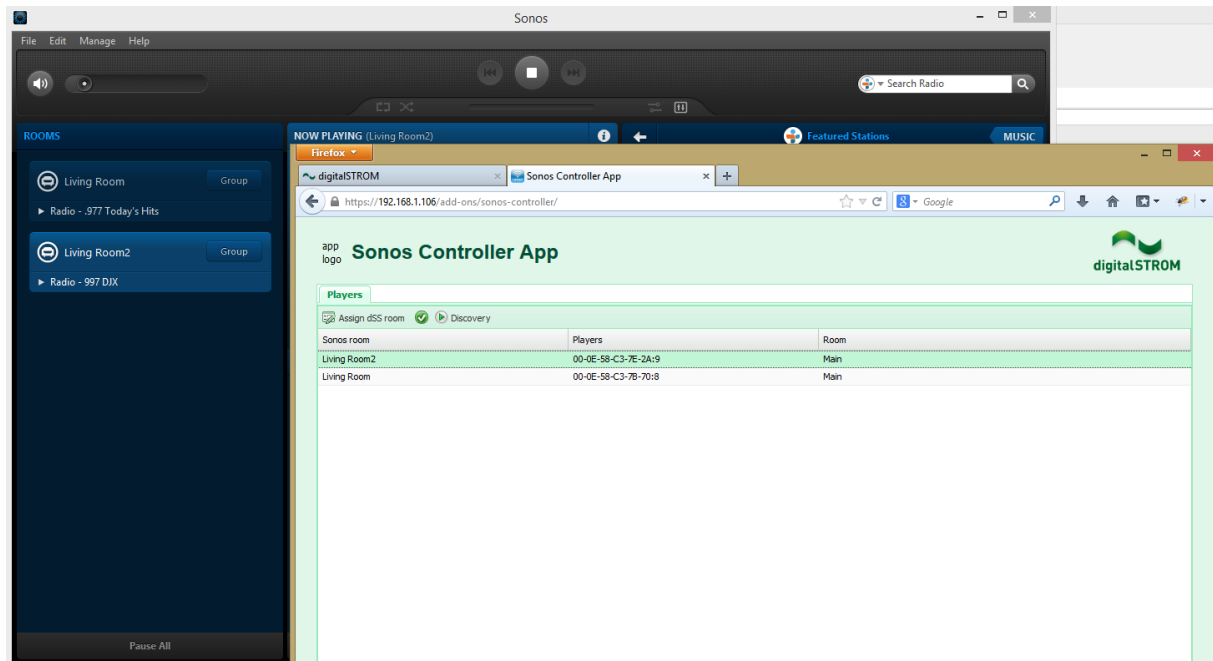 Sonos
File Edit Manage Help
Search Radio
ROOMS
NOW PLAYING (Living Room2)
Featured Stations
MUSIC
Living Room
Group
Radio - .977 Today's Hits
Living Room2
Group
Radio - 997 DJX
Pause All
Firefox
digitalSTROM
Sonos Controller App
https://192.168.1.106/add-ons/sonos-controller/
Google
app
logo
Sonos Controller App
digitalSTROM
Players
Assign dSS room
Discovery
Sonos room Players Room
Living Room2 00-0E-58-C3-7E-2A:9 Main
Living Room 00-0E-58-C3-7B-70:8 Main